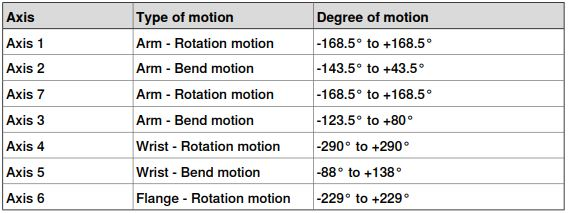 Axis Type of motion Degree of motion
Axis 1 Arm - Rotation motion -168.5° to +168.5°
Axis 2 Arm - Bend motion -143.5° to +43.5°
Axis 7 Arm - Rotation motion -168.5° to +168.5°
Axis 3 Arm - Bend motion -123.5° to +80°
Axis 4 Wrist - Rotation motion -290° to +290°
Axis 5 Wrist - Bend motion -88° to +138°
Axis 6 Flange - Rotation motion -229° to +229°